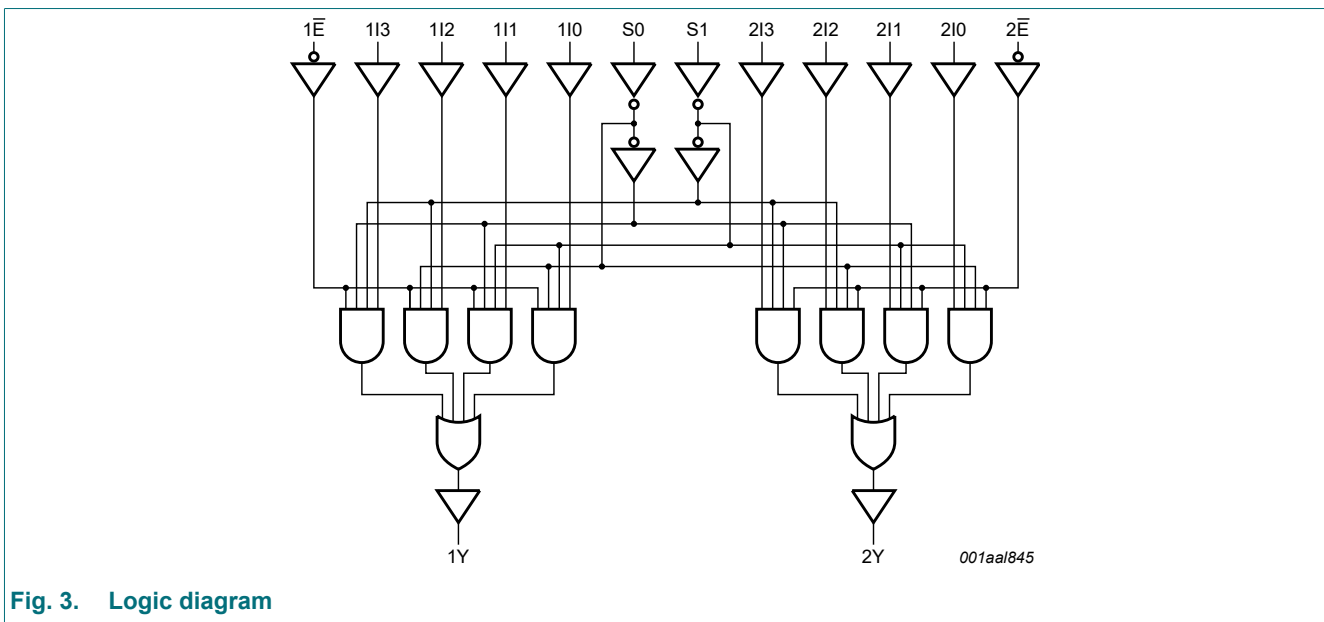 1E̅ 1I3 1I2 1I1 1I0 S0 S1 2I3 2I2 2I1 2I0 2E̅
1Y 2Y 001aal845
Fig. 3. Logic diagram